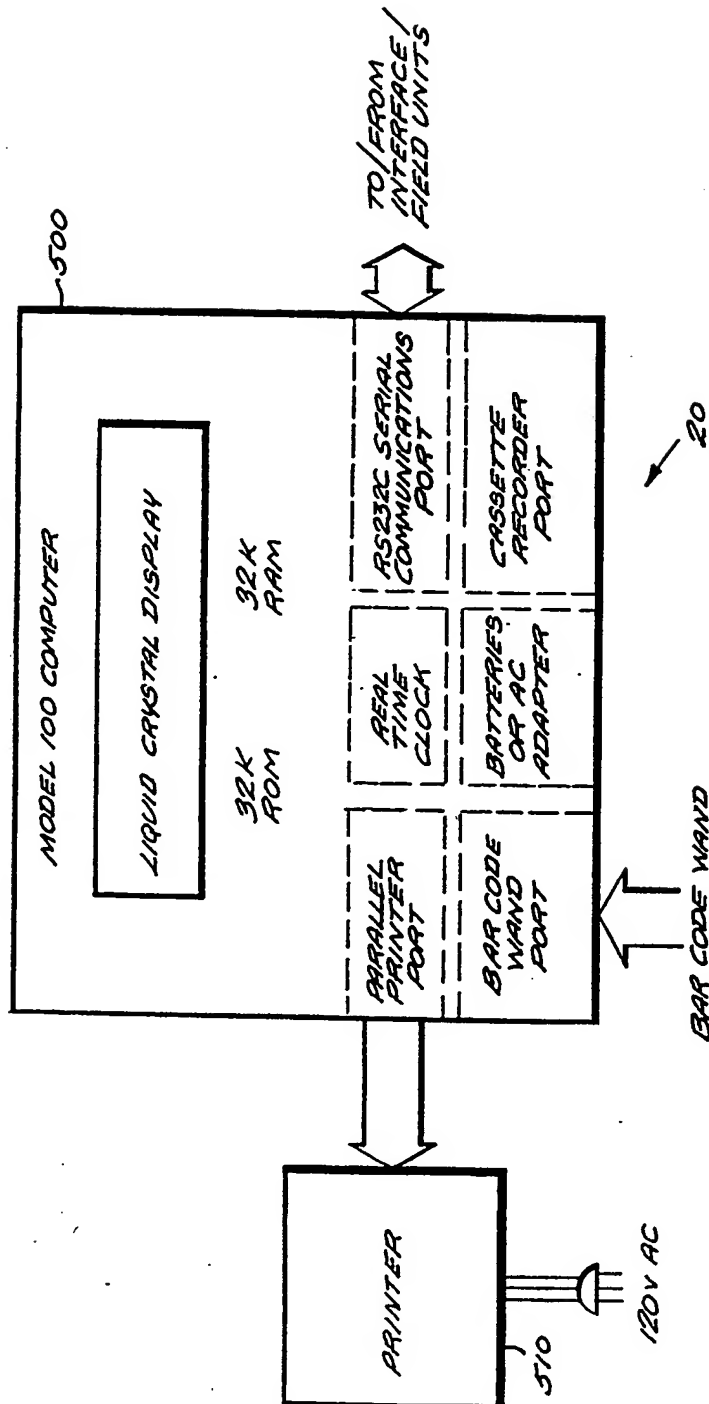 500
MODEL 100 COMPUTER
LIQUID CRYSTAL DISPLAY
32K
ROM
32K
RAM
PARALLEL
PRINTER
PORT
REAL
TIME
CLOCK
RS232C SERIAL
COMMUNICATIONS
PORT
TO/FROM
INTERFACE/
FIELD UNITS
BAR CODE
WAND
PORT
BATTERIES
OR AC
ADAPTER
CASSETTE
RECORDER
PORT
PRINTER
510
120V AC
BAR CODE WAND
20